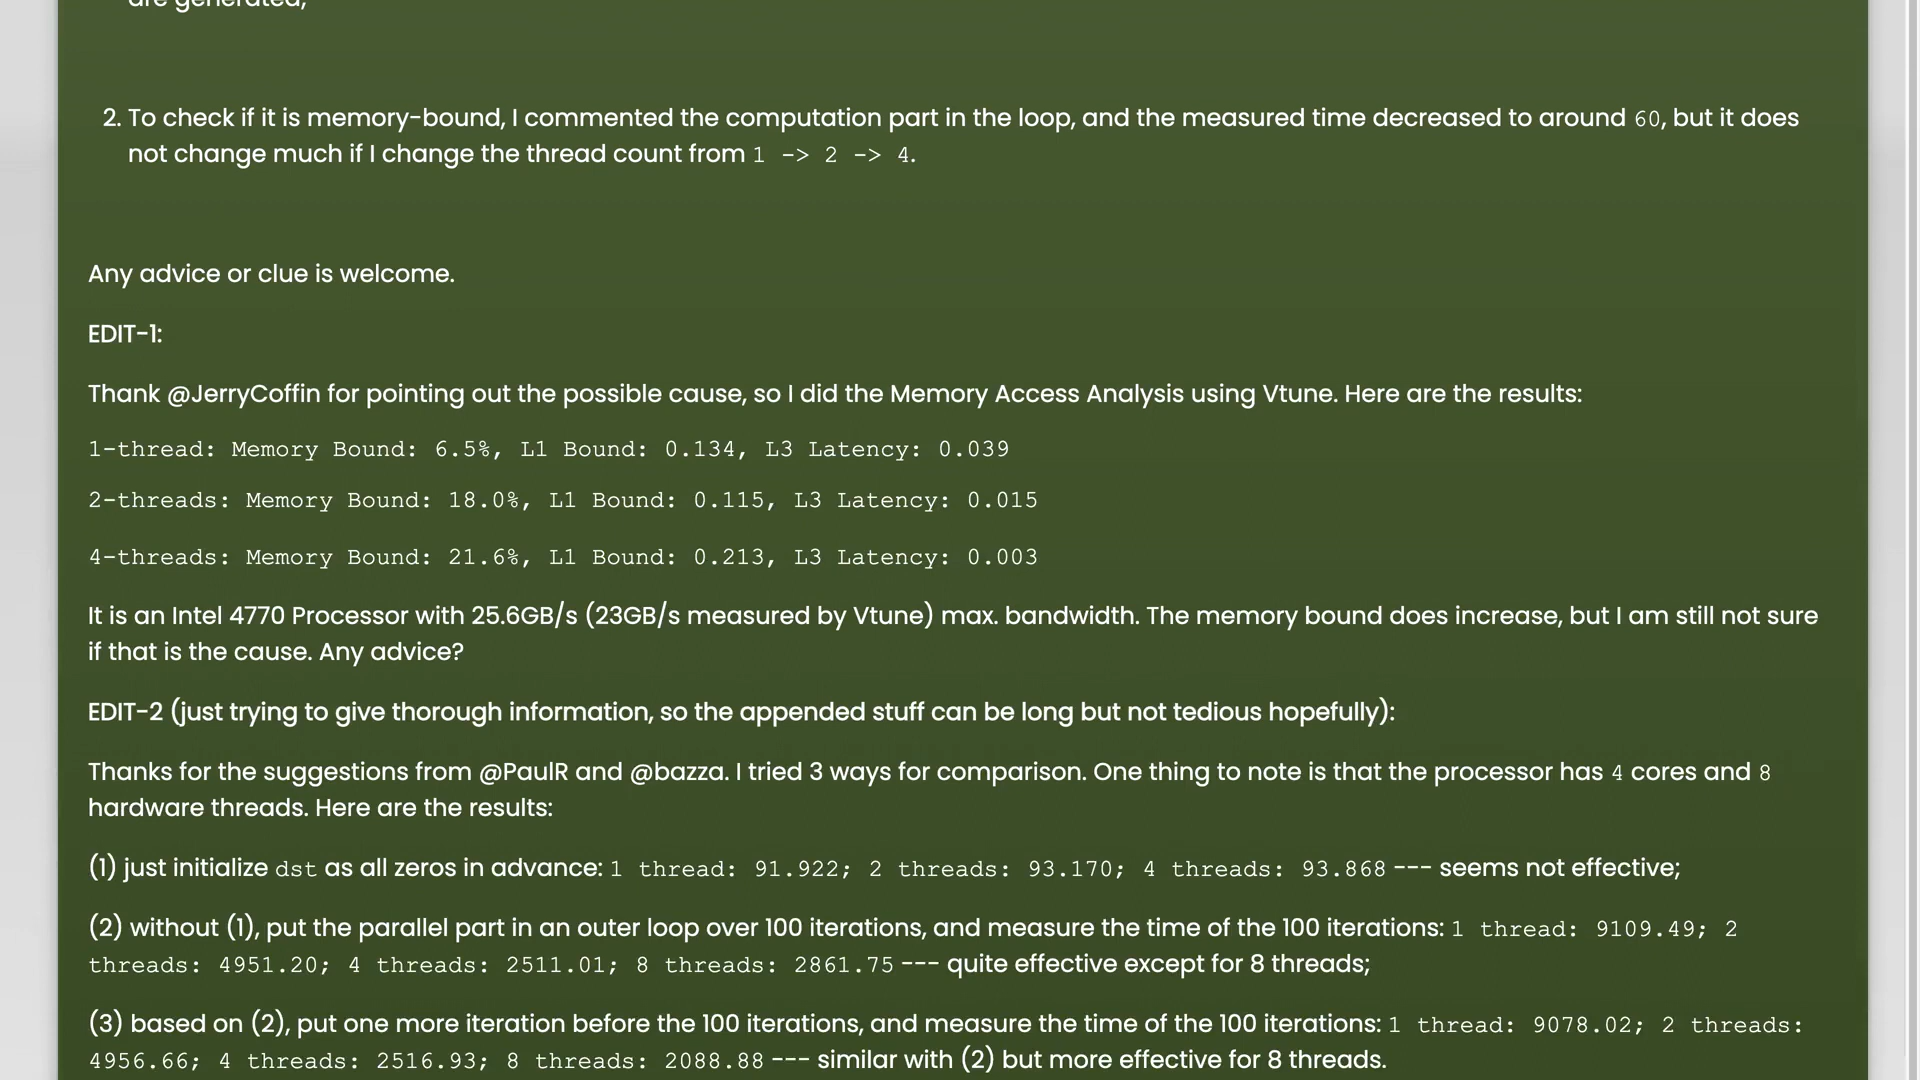 are generated;
2. To check if it is memory-bound, I commented the computation part in the loop, and the measured time decreased to around 60, but it does
not change much if I change the thread count from 1 -> 2 -> 4.
Any advice or clue is welcome.
EDIT-1:
Thank @JerryCoffin for pointing out the possible cause, so I did the Memory Access Analysis using Vtune. Here are the results:
1-thread: Memory Bound: 6.5%, L1 Bound: 0.134, L3 Latency: 0.039
2-threads: Memory Bound: 18.0%, L1 Bound: 0.115, L3 Latency: 0.015
4-threads: Memory Bound: 21.6%, L1 Bound: 0.213, L3 Latency: 0.003
It is an Intel 4770 Processor with 25.6GB/s (23GB/s measured by Vtune) max. bandwidth. The memory bound does increase, but I am still not sure
if that is the cause. Any advice?
EDIT-2 (just trying to give thorough information, so the appended stuff can be long but not tedious hopefully):
Thanks for the suggestions from @PaulR and @bazza. I tried 3 ways for comparison. One thing to note is that the processor has 4 cores and 8
hardware threads. Here are the results:
(1) just initialize dst as all zeros in advance: 1 thread: 91.922; 2 threads: 93.170; 4 threads: 93.868 --- seems not effective;
(2) without (1), put the parallel part in an outer loop over 100 iterations, and measure the time of the 100 iterations: 1 thread: 9109.49; 2
threads: 4951.20; 4 threads: 2511.01; 8 threads: 2861.75 --- quite effective except for 8 threads;
(3) based on (2), put one more iteration before the 100 iterations, and measure the time of the 100 iterations: 1 thread: 9078.02; 2 threads:
4956.66; 4 threads: 2516.93; 8 threads: 2088.88 --- similar with (2) but more effective for 8 threads.